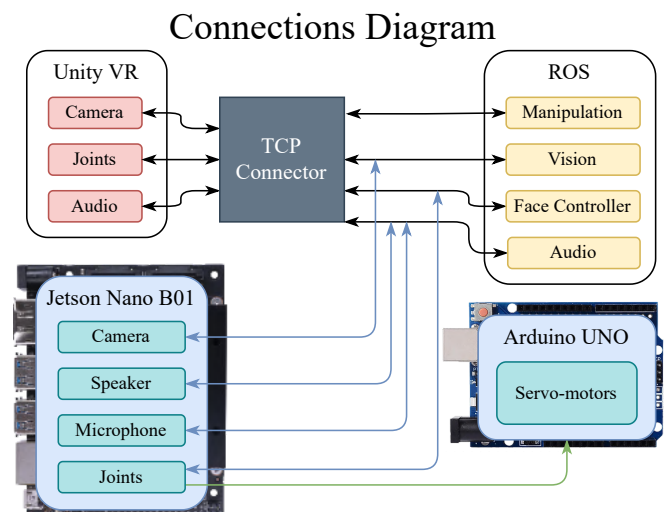 Connections Diagram
Unity VR
Camera
Joints
Audio
TCP
Connector
ROS
Manipulation
Vision
Face Controller
Audio
Jetson Nano B01
Camera
Speaker
Microphone
Joints
Arduino UNO
Servo-motors